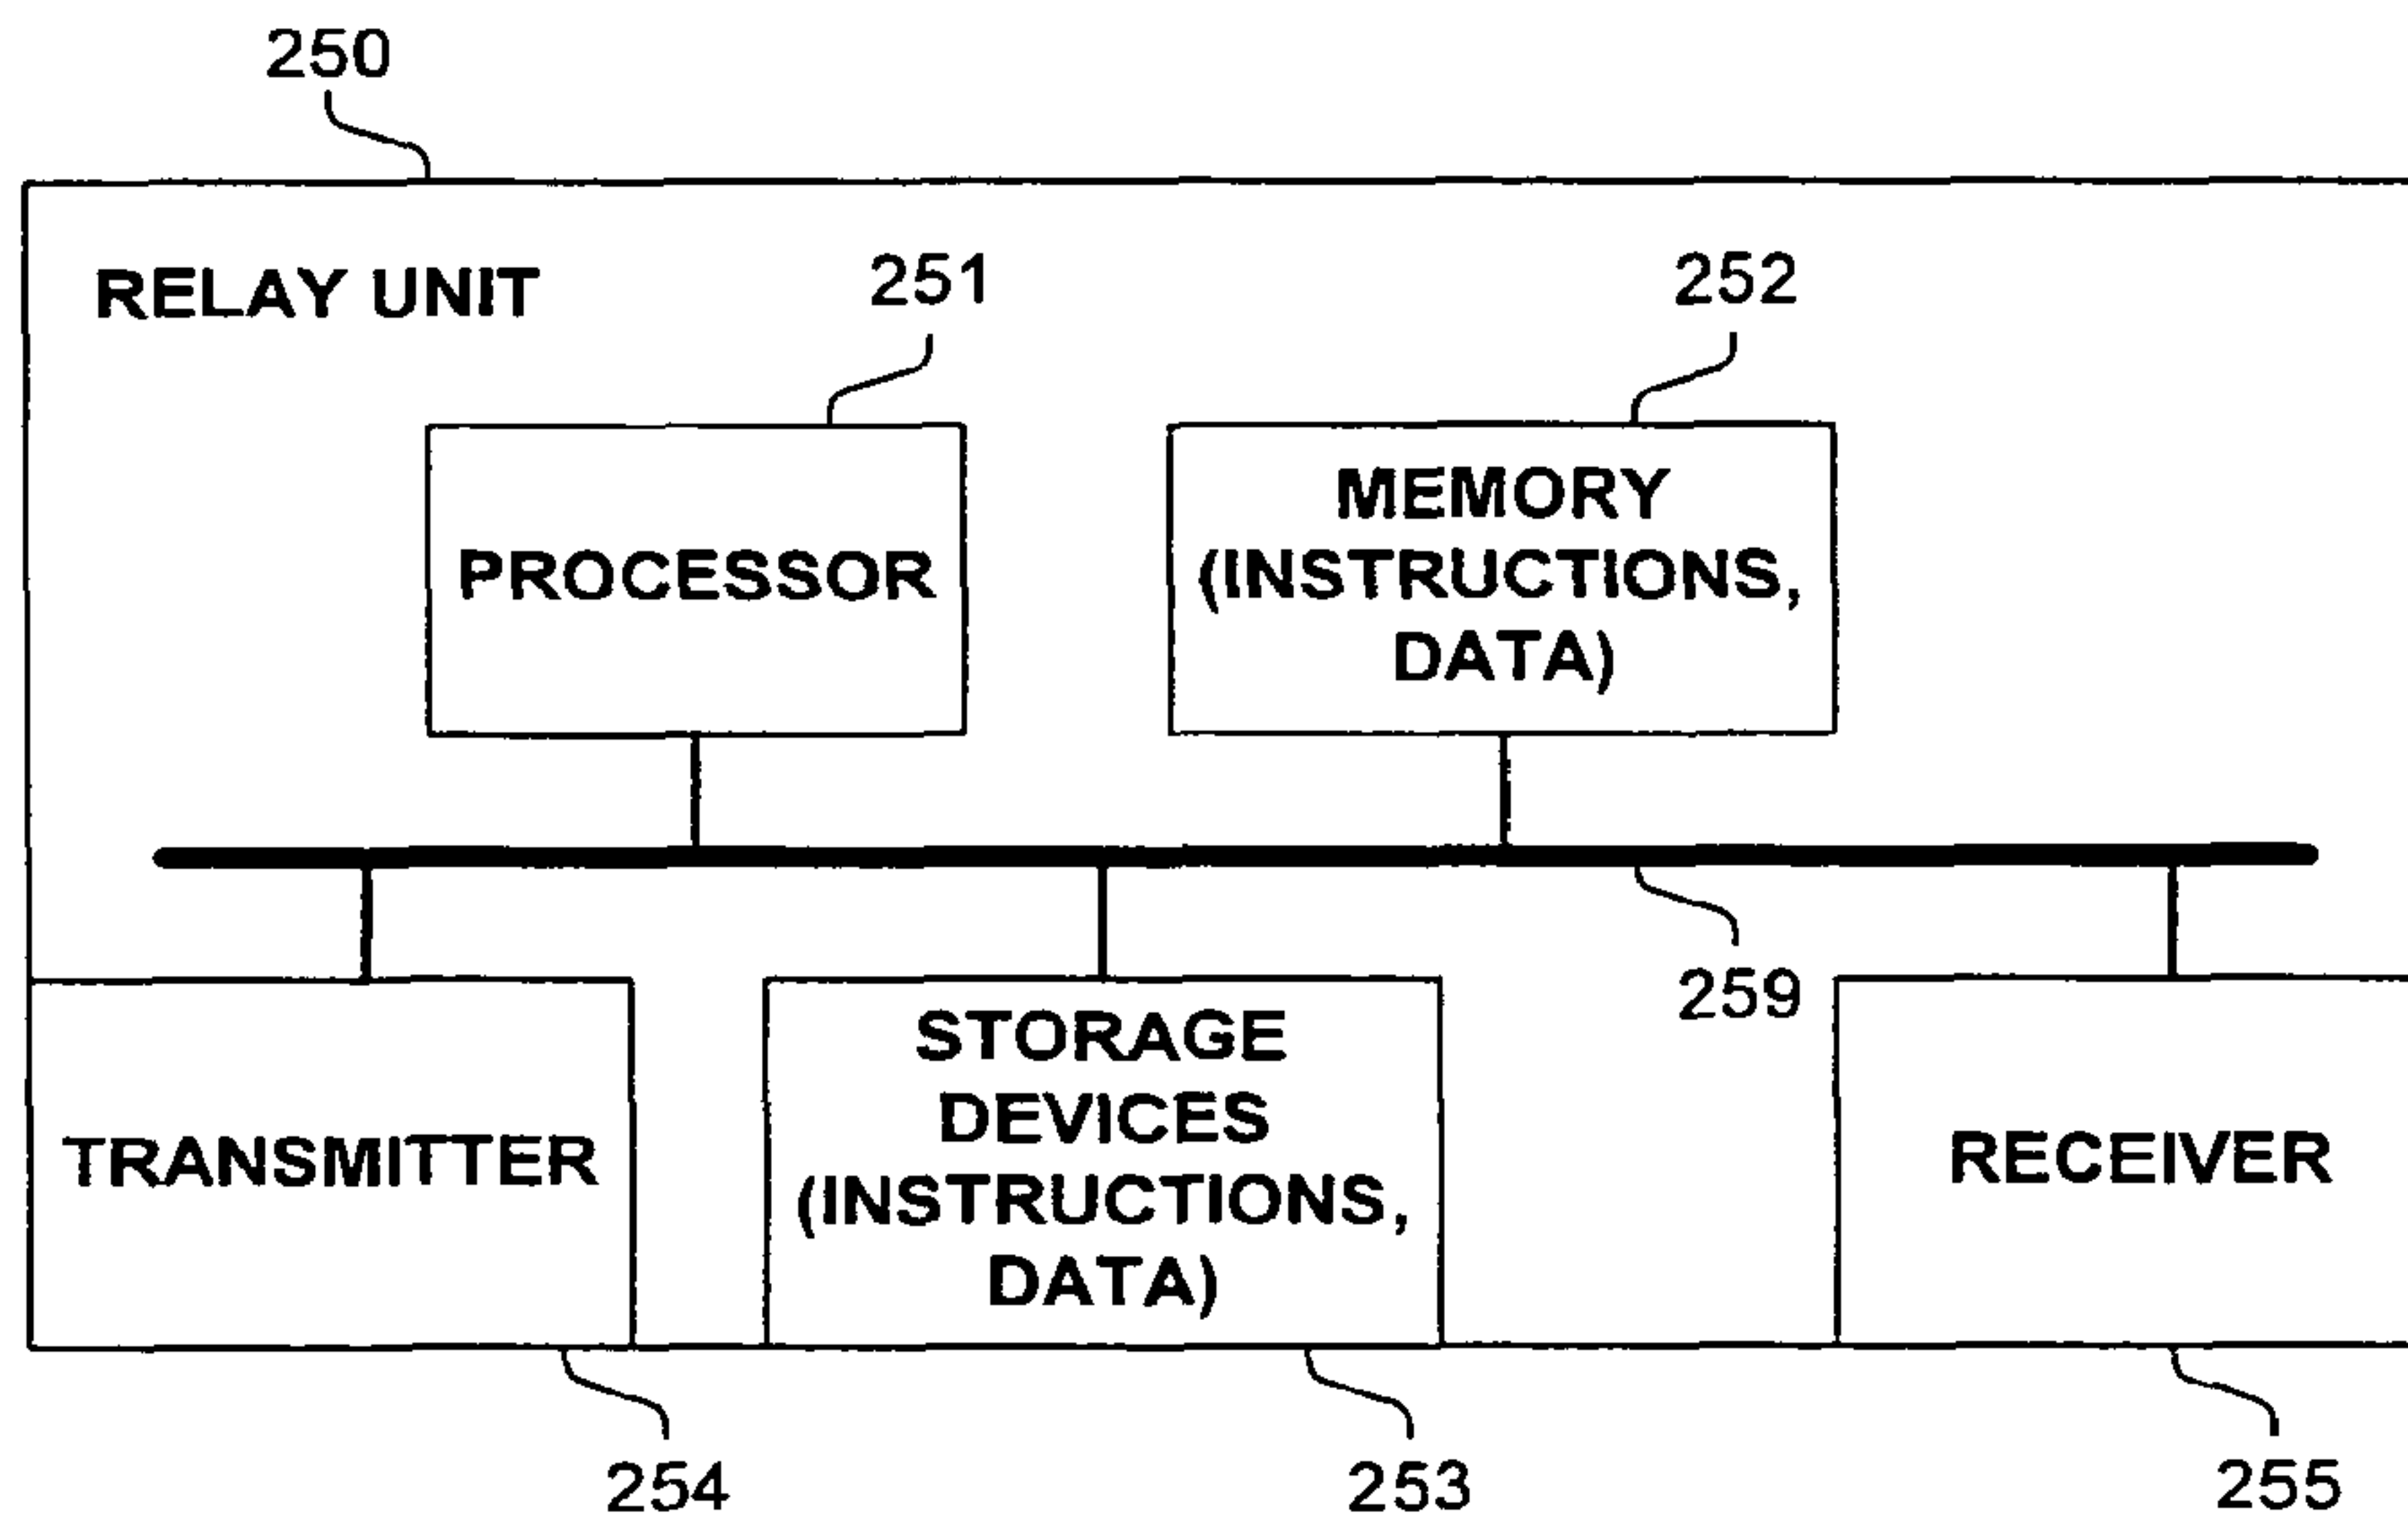 250
RELAY UNIT
251
252
PROCESSOR
MEMORY
(INSTRUCTIONS,
DATA)
259
TRANSMITTER
STORAGE
DEVICES
(INSTRUCTIONS,
DATA)
RECEIVER
254
253
255